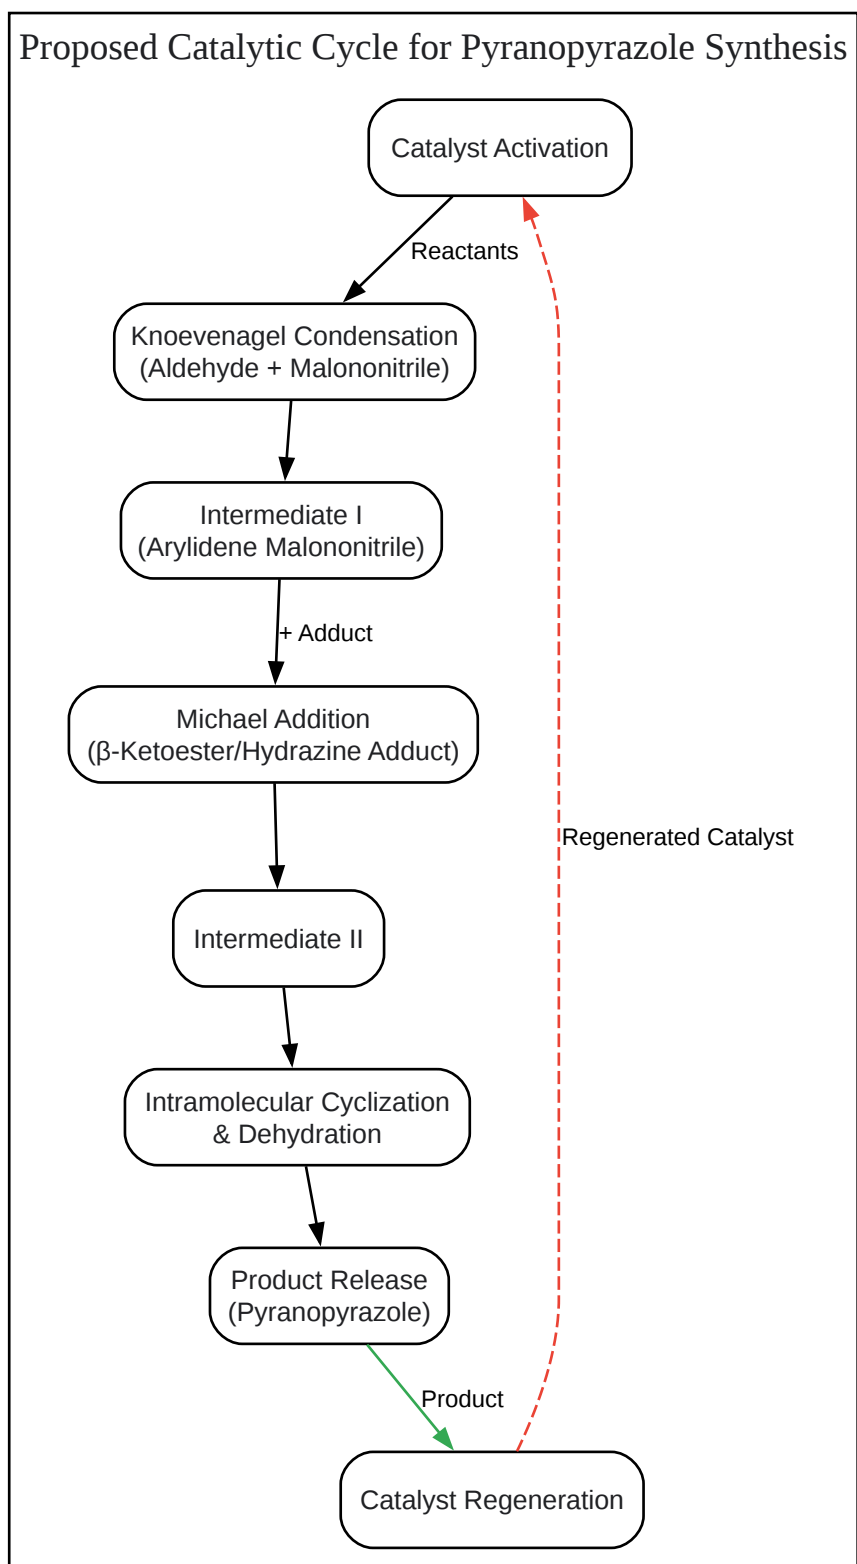 Proposed Catalytic Cycle for Pyranopyrazole Synthesis
Catalyst Activation
Reactants
Knoevenagel Condensation
(Aldehyde + Malononitrile)
Intermediate I
(Arylidene Malononitrile)
+ Adduct
Michael Addition
(β-Ketoester/Hydrazine Adduct)
Regenerated Catalyst
Intermediate II
Intramolecular Cyclization
& Dehydration
Product Release
(Pyranopyrazole)
Product
Catalyst Regeneration